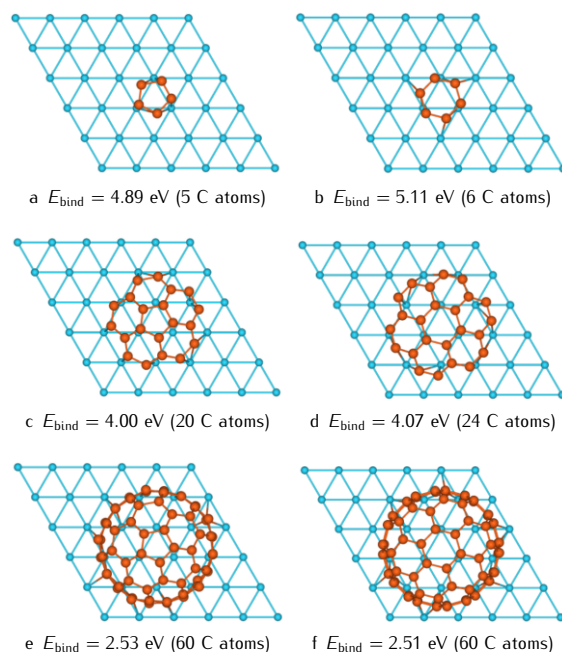 a E_bind = 4.89 eV (5 C atoms)
b E_bind = 5.11 eV (6 C atoms)
c E_bind = 4.00 eV (20 C atoms)
d E_bind = 4.07 eV (24 C atoms)
e E_bind = 2.53 eV (60 C atoms)
f E_bind = 2.51 eV (60 C atoms)